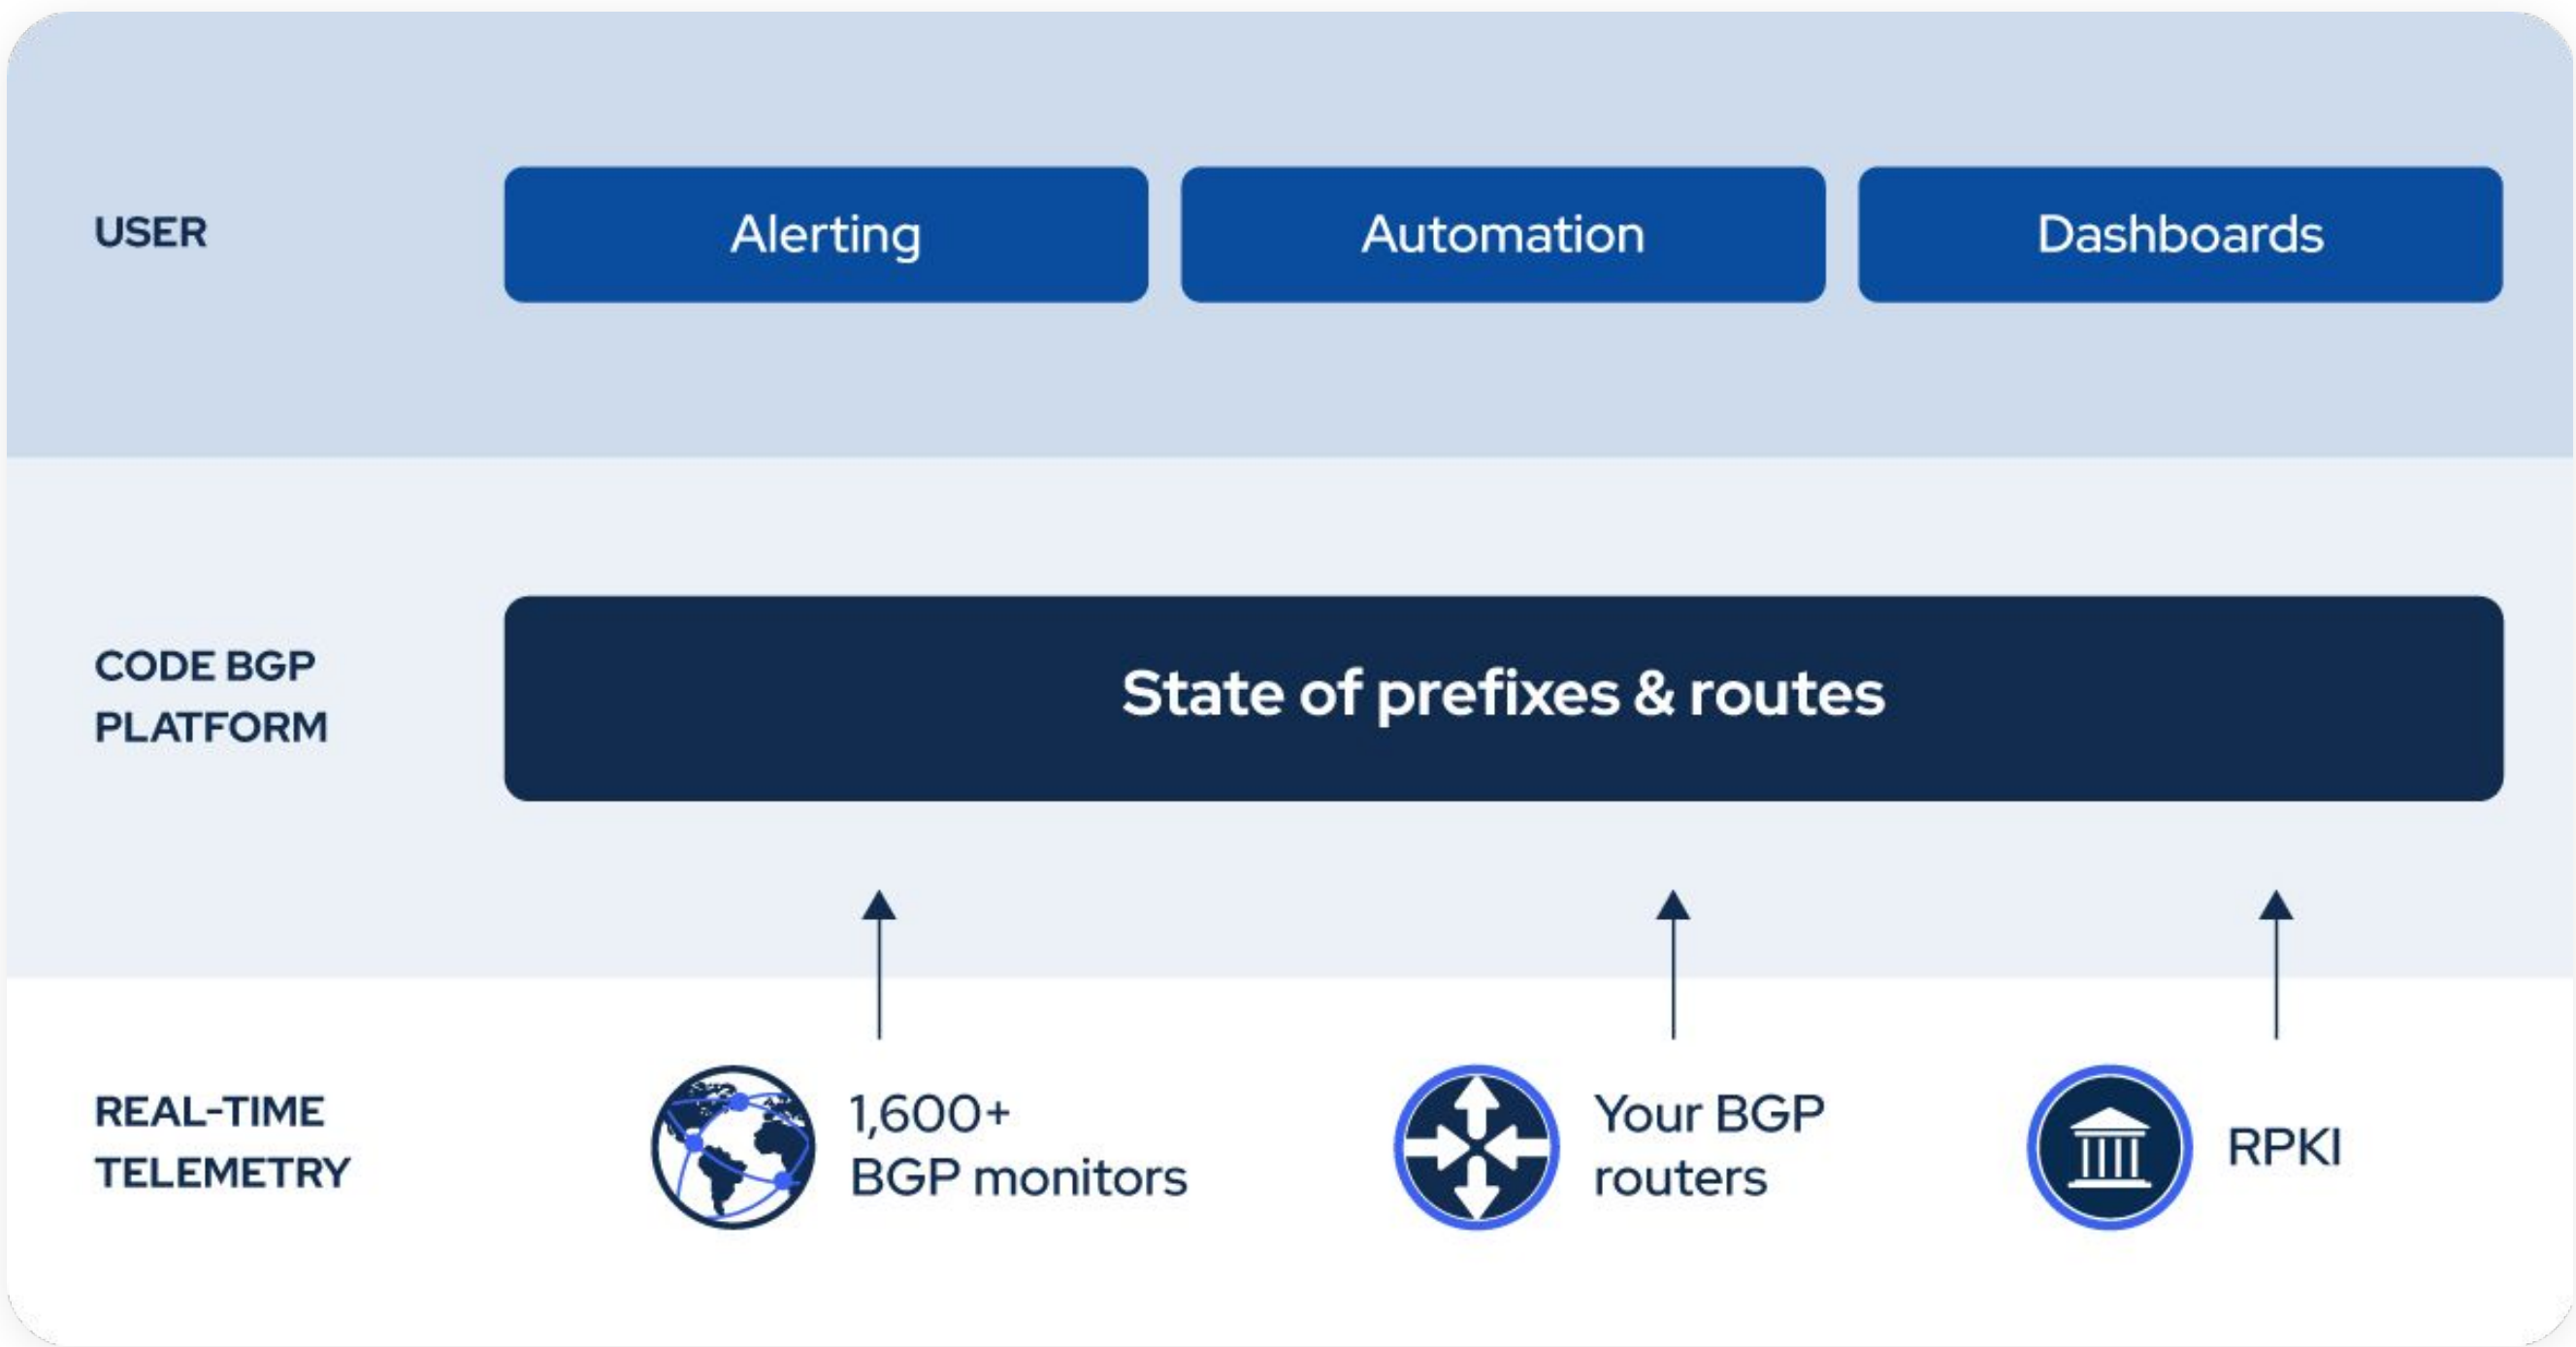 USER
Alerting
Automation
Dashboards
CODE BGP
PLATFORM
State of prefixes & routes
REAL-TIME
TELEMETRY
1,600+
BGP monitors
Your BGP
routers
RPKI